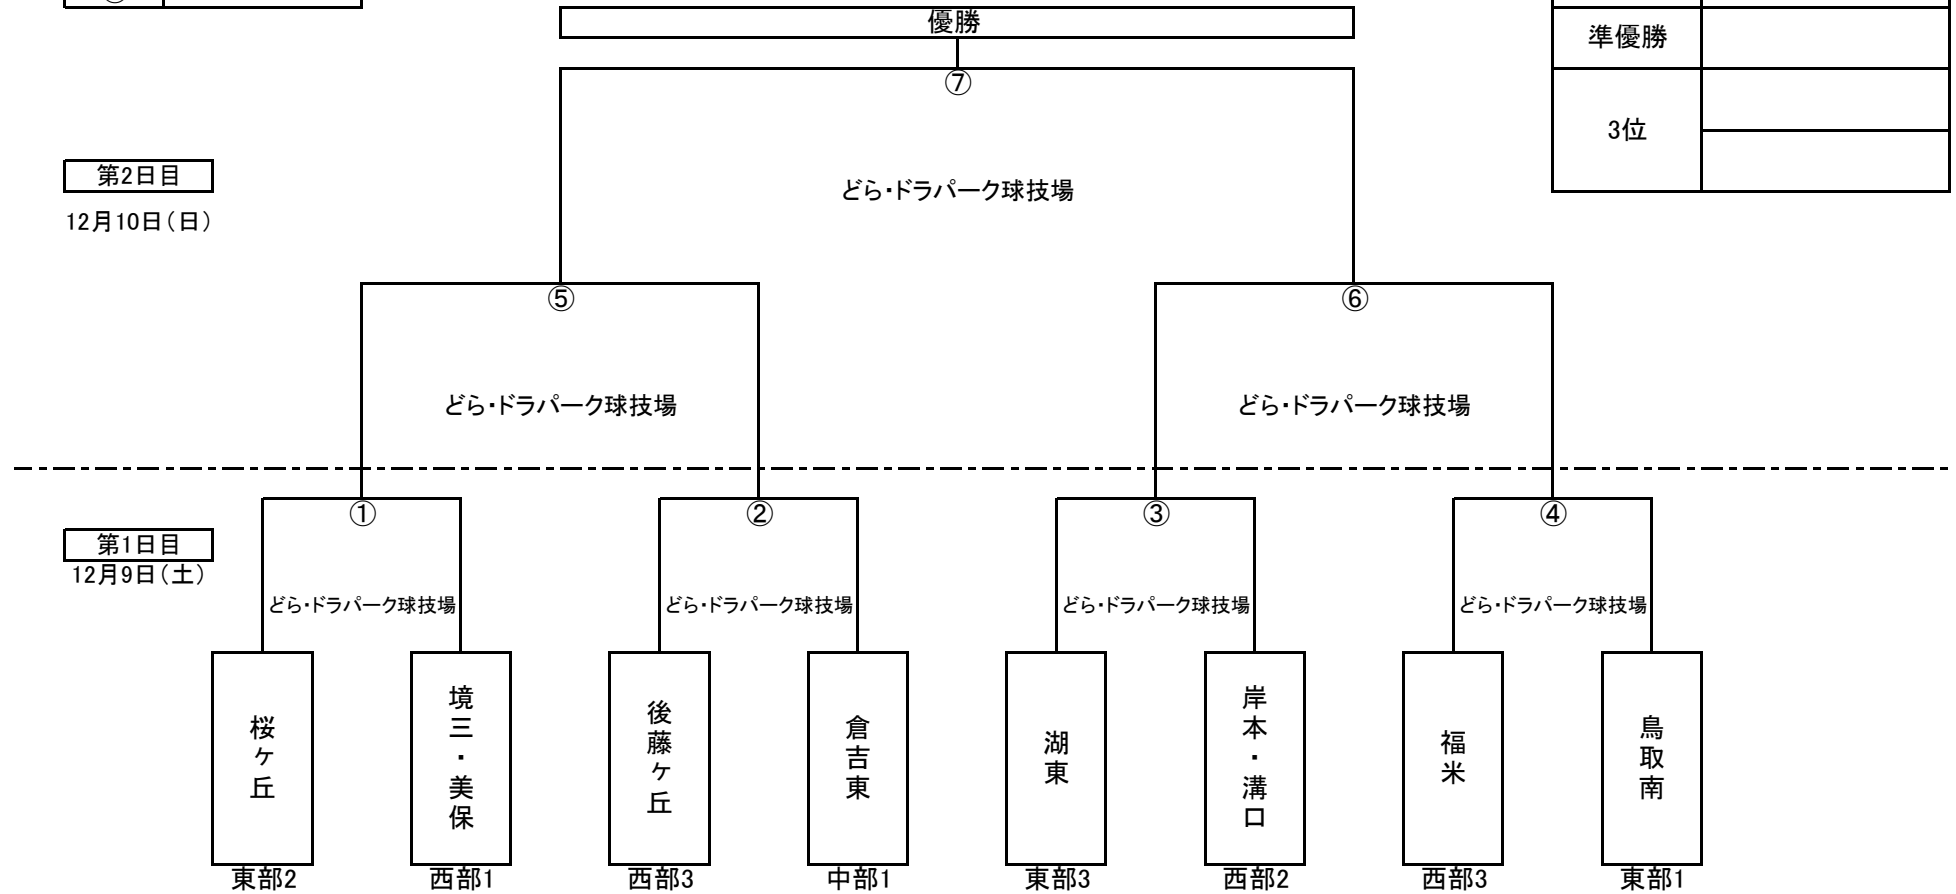 優勝
準優勝
⑦
3位
第2日目
どら・ドラパーク球技場
12月10日(日)
⑤
⑥
どら・ドラパーク球技場
どら・ドラパーク球技場
①
②
③
④
第1日目
12月9日(土)
どら・ドラパーク球技場
どら・ドラパーク球技場
どら・ドラパーク球技場
どら・ドラパーク球技場
桜ヶ丘
境三・美保
後藤ヶ丘
倉吉東
湖東
岸本・溝口
福米
鳥取南
東部2
西部1
西部3
中部1
東部3
西部2
西部3
東部1